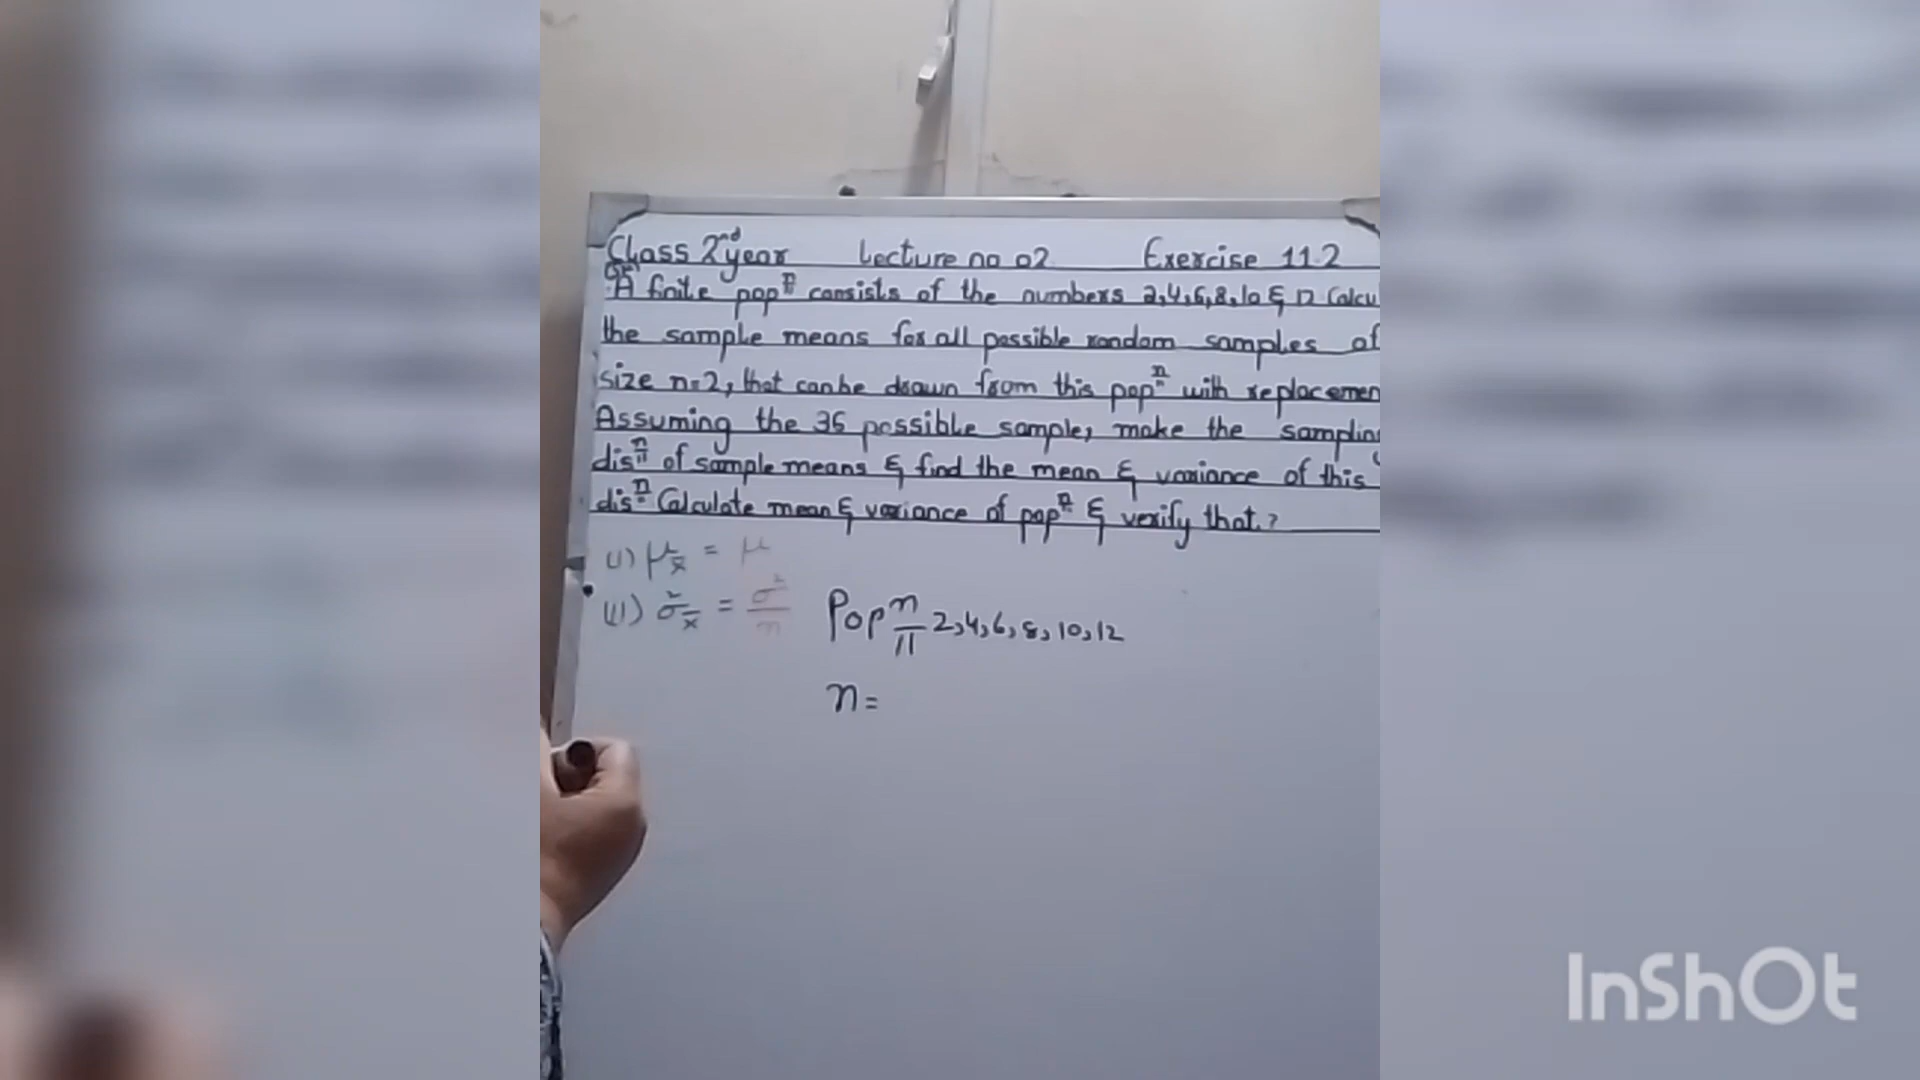 Class 2nd year Lecture no 02 Exercise 11.2
A finite popn consists of the numbers 2,4,6,8,10 & 12 Calcu
the sample means for all possible random samples of
size n=2, that can be drawn from this popn with replacemen
Assuming the 36 possible sample, make the sampling
disn of sample means & find the mean & variance of this
disn Calculate mean & variance of popn & verify that?
(I) μx̄ = μ
(II) σ²x̄ = σ²/n
Popn 2,4,6,8,10,12
n=
InShOt